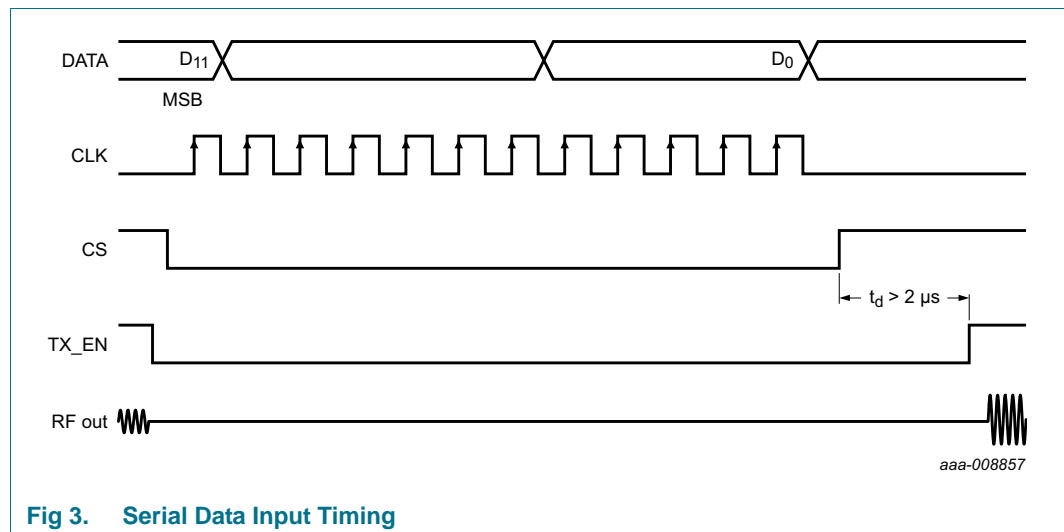 DATA D11 D0
MSB
CLK
CS
td > 2 µs
TX_EN
RF out
aaa-008857
Fig 3. Serial Data Input Timing